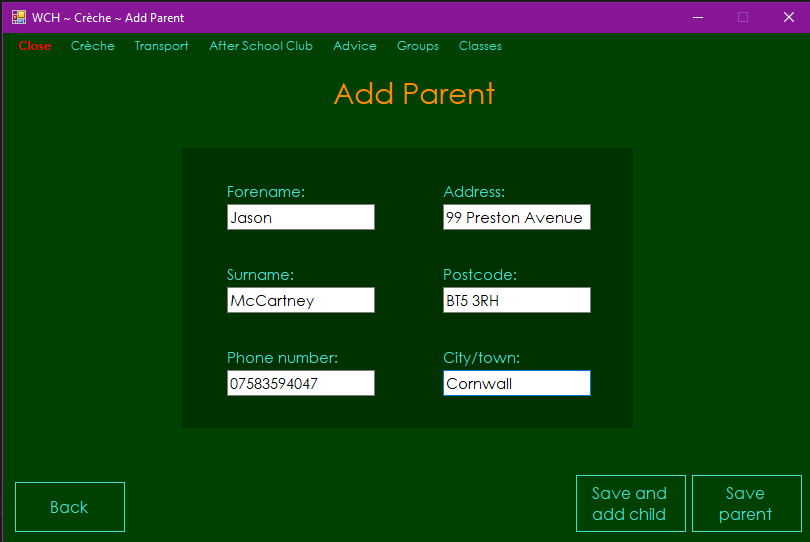 WCH ~ Crèche ~ Add Parent
Close Crèche Transport After School Club Advice Groups Classes
Add Parent
Forename: Address:
Jason 99 Preston Avenue
Surname: Postcode:
McCartney BT5 3RH
Phone number: City/town:
07583594047 Cornwall
Back
Save and
add child
Save
parent